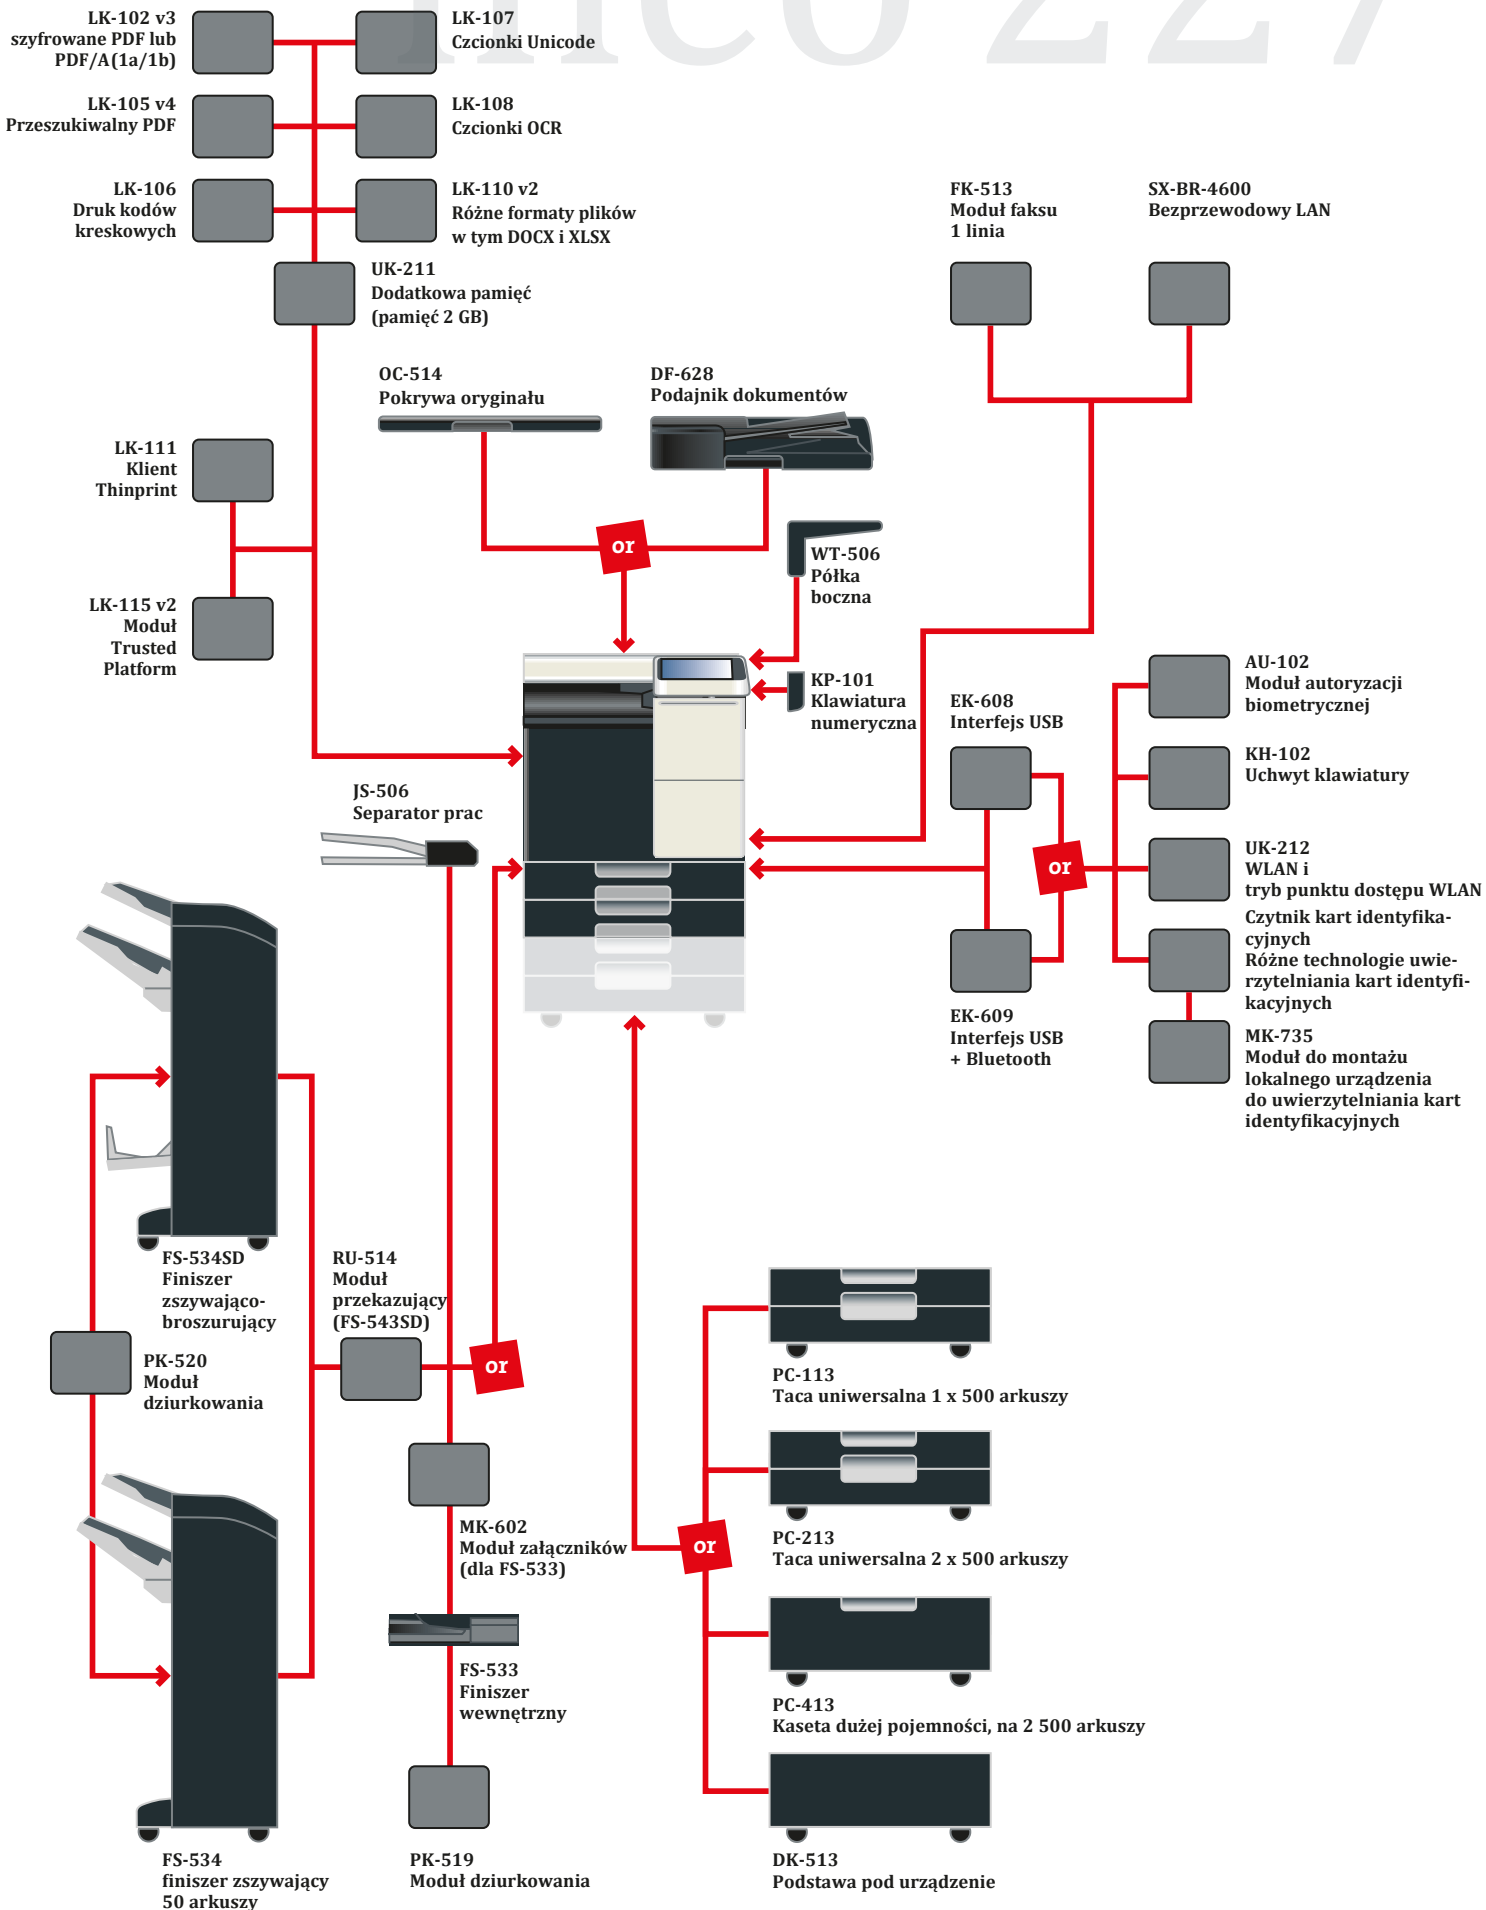 ineo 227
LK-102 v3
szyfrowane PDF lub
PDF/A(1a/1b)
LK-107
Czcionki Unicode
LK-105 v4
Przeszukiwalny PDF
LK-108
Czcionki OCR
LK-106
Druk kodów
kreskowych
LK-110 v2
Różne formaty plików
w tym DOCX i XLSX
UK-211
Dodatkowa pamięć
(pamięć 2 GB)
FK-513
Moduł faksu
1 linia
SX-BR-4600
Bezprzewodowy LAN
OC-514
Pokrywa oryginału
DF-628
Podajnik dokumentów
LK-111
Klient
Thinprint
or
WT-506
Półka
boczna
LK-115 v2
Moduł
Trusted
Platform
KP-101
Klawiatura
numeryczna
EK-608
Interfejs USB
AU-102
Moduł autoryzacji
biometrycznej
KH-102
Uchwyt klawiatury
JS-506
Separator prac
or
UK-212
WLAN i
tryb punktu dostępu WLAN
Czytnik kart identyfika-
cyjnych
Różne technologie uwie-
rzytelniania kart identyfi-
kacyjnych
EK-609
Interfejs USB
+ Bluetooth
MK-735
Moduł do montażu
lokalnego urządzenia
do uwierzytelniania kart
identyfikacyjnych
FS-534SD
Finiszer
zszywająco-
broszurujący
RU-514
Moduł
przekazujący
(FS-543SD)
PK-520
Moduł
dziurkowania
or
PC-113
Taca uniwersalna 1 x 500 arkuszy
MK-602
Moduł załączników
(dla FS-533)
or
PC-213
Taca uniwersalna 2 x 500 arkuszy
FS-533
Finiszer
wewnętrzny
PC-413
Kaseta dużej pojemności, na 2 500 arkuszy
FS-534
finiszer zszywający
50 arkuszy
PK-519
Moduł dziurkowania
DK-513
Podstawa pod urządzenie